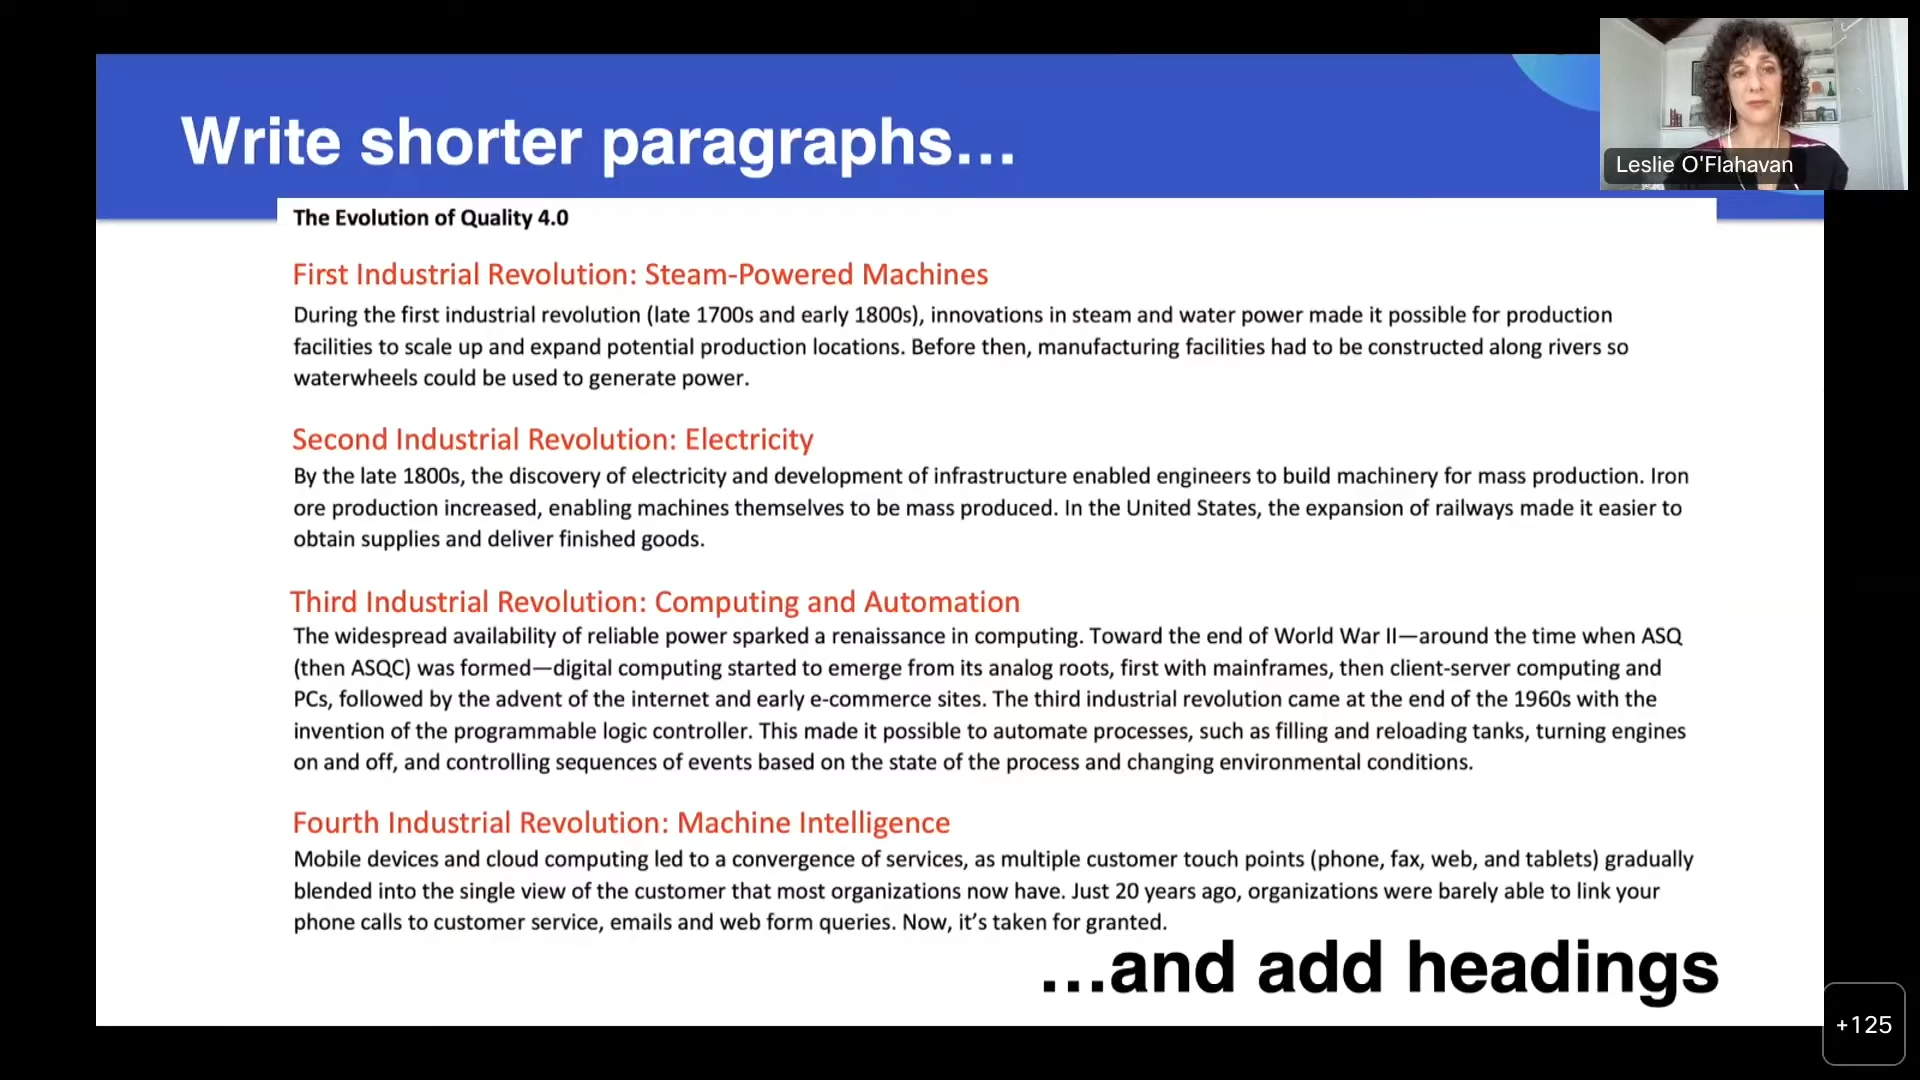 Write shorter paragraphs...
Leslie O'Flahavan
The Evolution of Quality 4.0
First Industrial Revolution: Steam-Powered Machines
During the first industrial revolution (late 1700s and early 1800s), innovations in steam and water power made it possible for production
facilities to scale up and expand potential production locations. Before then, manufacturing facilities had to be constructed along rivers so
waterwheels could be used to generate power.
Second Industrial Revolution: Electricity
By the late 1800s, the discovery of electricity and development of infrastructure enabled engineers to build machinery for mass production. Iron
ore production increased, enabling machines themselves to be mass produced. In the United States, the expansion of railways made it easier to
obtain supplies and deliver finished goods.
Third Industrial Revolution: Computing and Automation
The widespread availability of reliable power sparked a renaissance in computing. Toward the end of World War II—around the time when ASQ
(then ASQC) was formed—digital computing started to emerge from its analog roots, first with mainframes, then client-server computing and
PCs, followed by the advent of the internet and early e-commerce sites. The third industrial revolution came at the end of the 1960s with the
invention of the programmable logic controller. This made it possible to automate processes, such as filling and reloading tanks, turning engines
on and off, and controlling sequences of events based on the state of the process and changing environmental conditions.
Fourth Industrial Revolution: Machine Intelligence
Mobile devices and cloud computing led to a convergence of services, as multiple customer touch points (phone, fax, web, and tablets) gradually
blended into the single view of the customer that most organizations now have. Just 20 years ago, organizations were barely able to link your
phone calls to customer service, emails and web form queries. Now, it's taken for granted.
...and add headings
+125